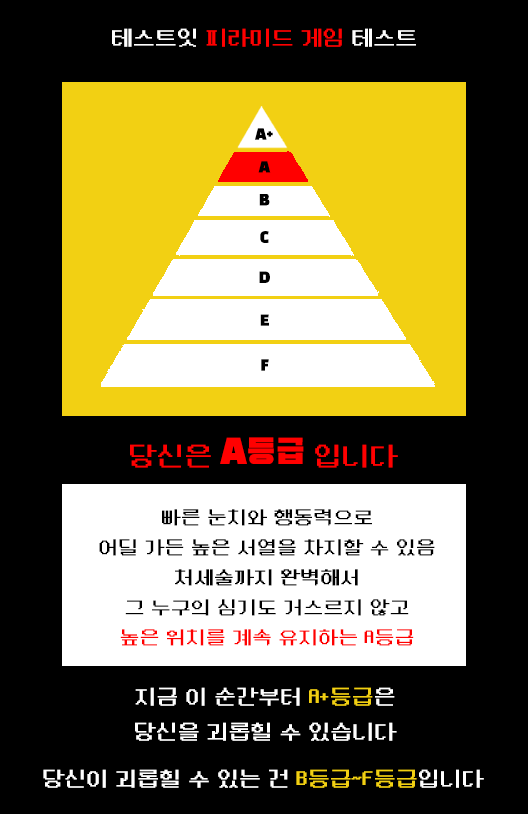 테스트잇 피라미드 게임 테스트
A+
A
B
C
D
E
F
당신은 A등급 입니다
빠른 눈치와 행동력으로
어딜 가든 높은 서열을 차지할 수 있음
처세술까지 완벽해서
그 누구의 심기도 거스르지 않고
높은 위치를 계속 유지하는 A등급
지금 이 순간부터 A+등급은
당신을 괴롭힐 수 있습니다
당신이 괴롭힐 수 있는 건 B등급~F등급입니다